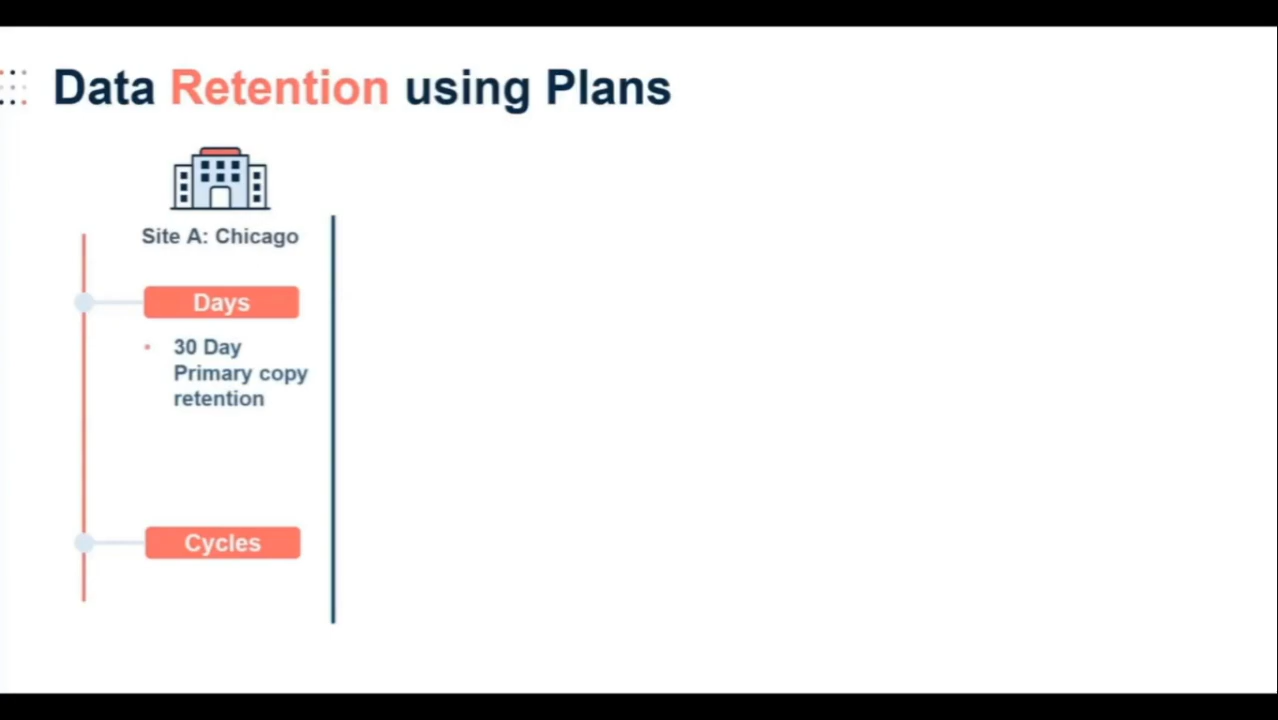 Data Retention using Plans
Site A: Chicago
Days
• 30 Day
Primary copy
retention
Cycles